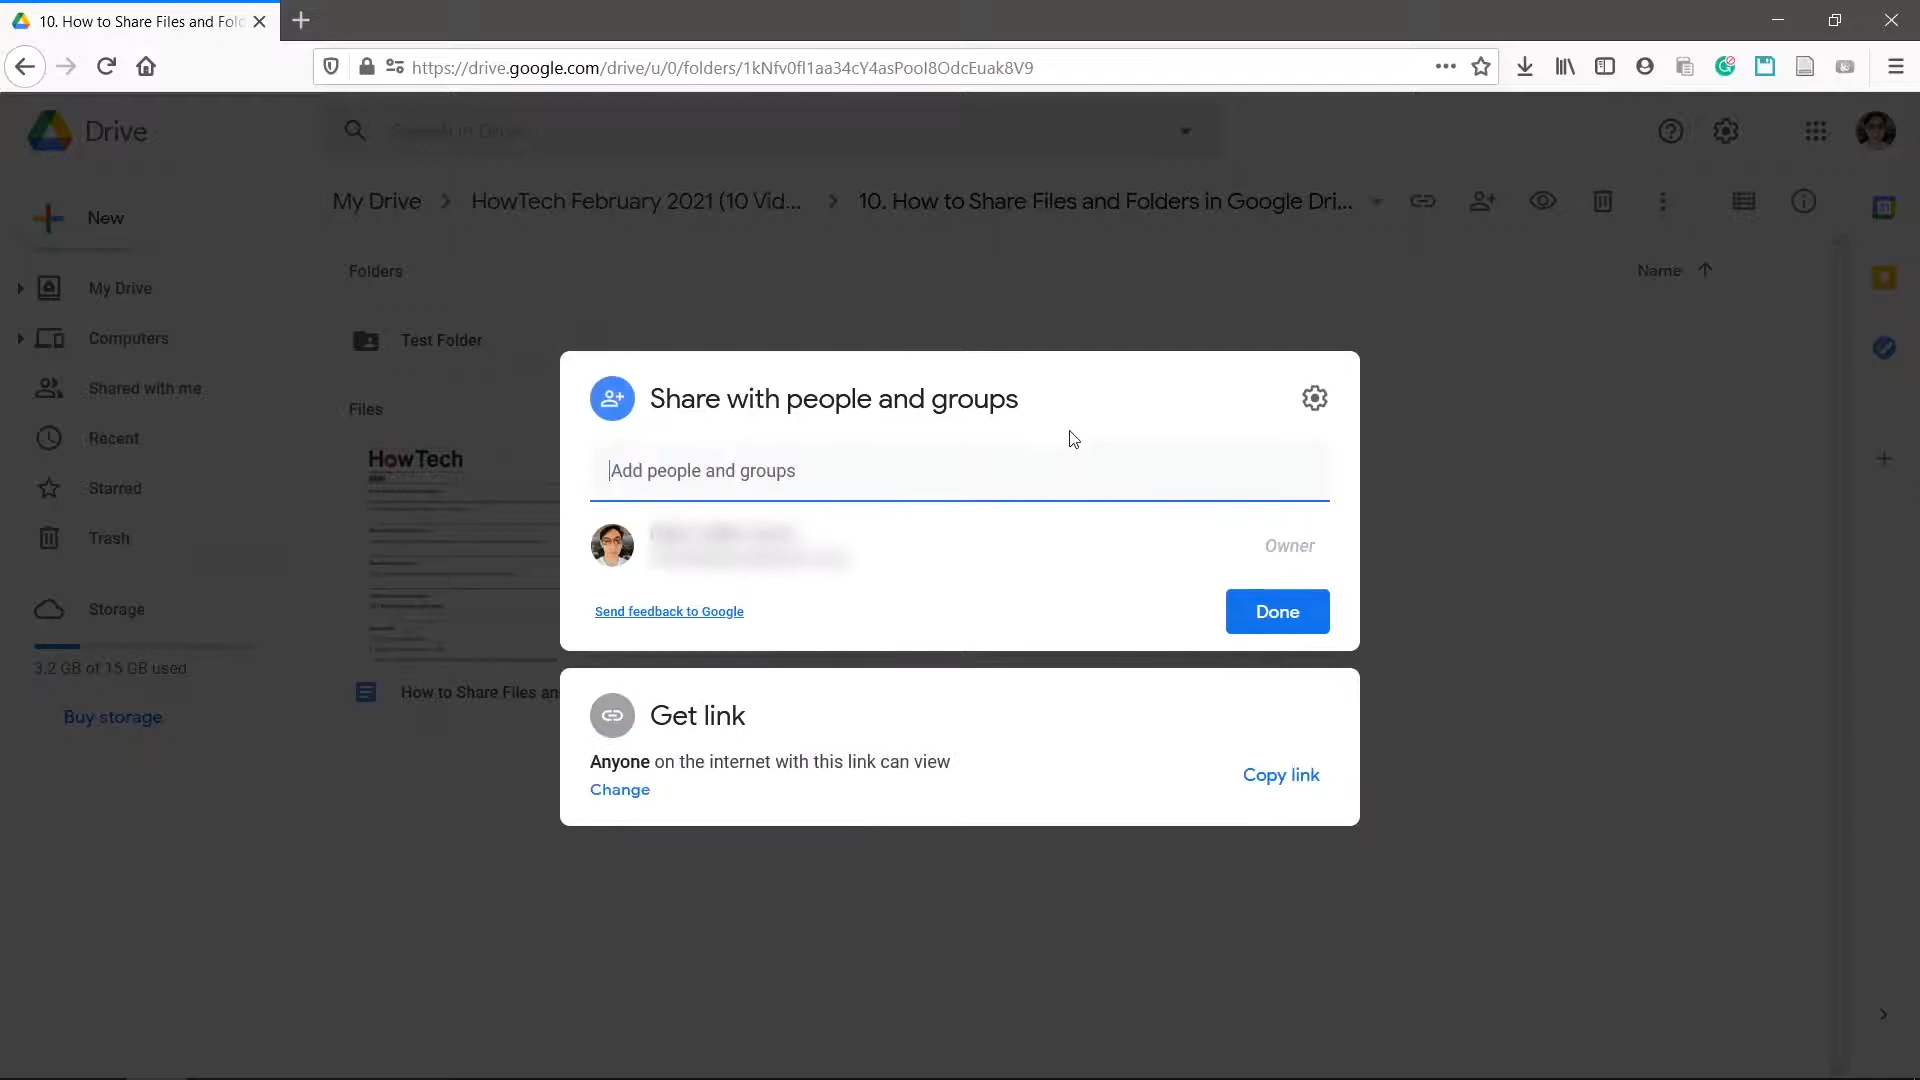 10. How to Share Files and Fold
https://drive.google.com/drive/u/0/folders/1kNfv0fl1aa34cY4asPooI8OdcEuak8V9
Drive
Search in Drive
My Drive
HowTech February 2021 (10 Vid...
10. How to Share Files and Folders in Google Dri...
New
My Drive
Computers
Shared with me
Recent
Starred
Trash
Storage
3.2 GB of 15 GB used
Buy storage
Folders
Name
Test Folder
Files
HowTech
How to Share Files an
Share with people and groups
Add people and groups
Owner
Send feedback to Google
Done
Get link
Anyone on the internet with this link can view
Change
Copy link